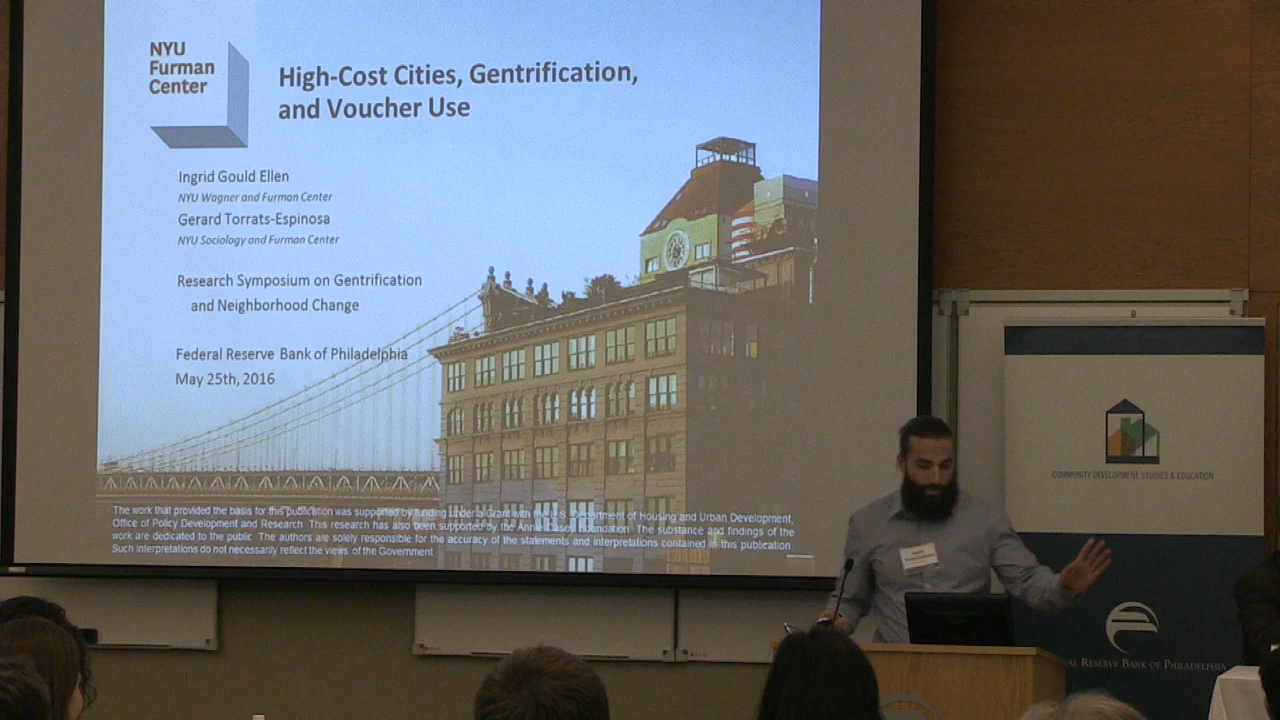 NYU
Furman
Center
High-Cost Cities, Gentrification,
and Voucher Use
Ingrid Gould Ellen
NYU Wagner and Furman Center
Gerard Torrats-Espinosa
NYU Sociology and Furman Center
Research Symposium on Gentrification
and Neighborhood Change
Federal Reserve Bank of Philadelphia
May 25th, 2016
The work that provided the basis for this publication was supported by funding under a Grant with the U.S. Department of Housing and Urban Development,
Office of Policy Development and Research. This research has also been supported by the Annie Casey Foundation. The substance and findings of the
work are dedicated to the public. The authors are solely responsible for the accuracy of the statements and interpretations contained in this publication.
Such interpretations do not necessarily reflect the views of the Government
COMMUNITY DEVELOPMENT STUDIES & EDUCATION
AL RESERVE BANK OF PHILADELPHIA